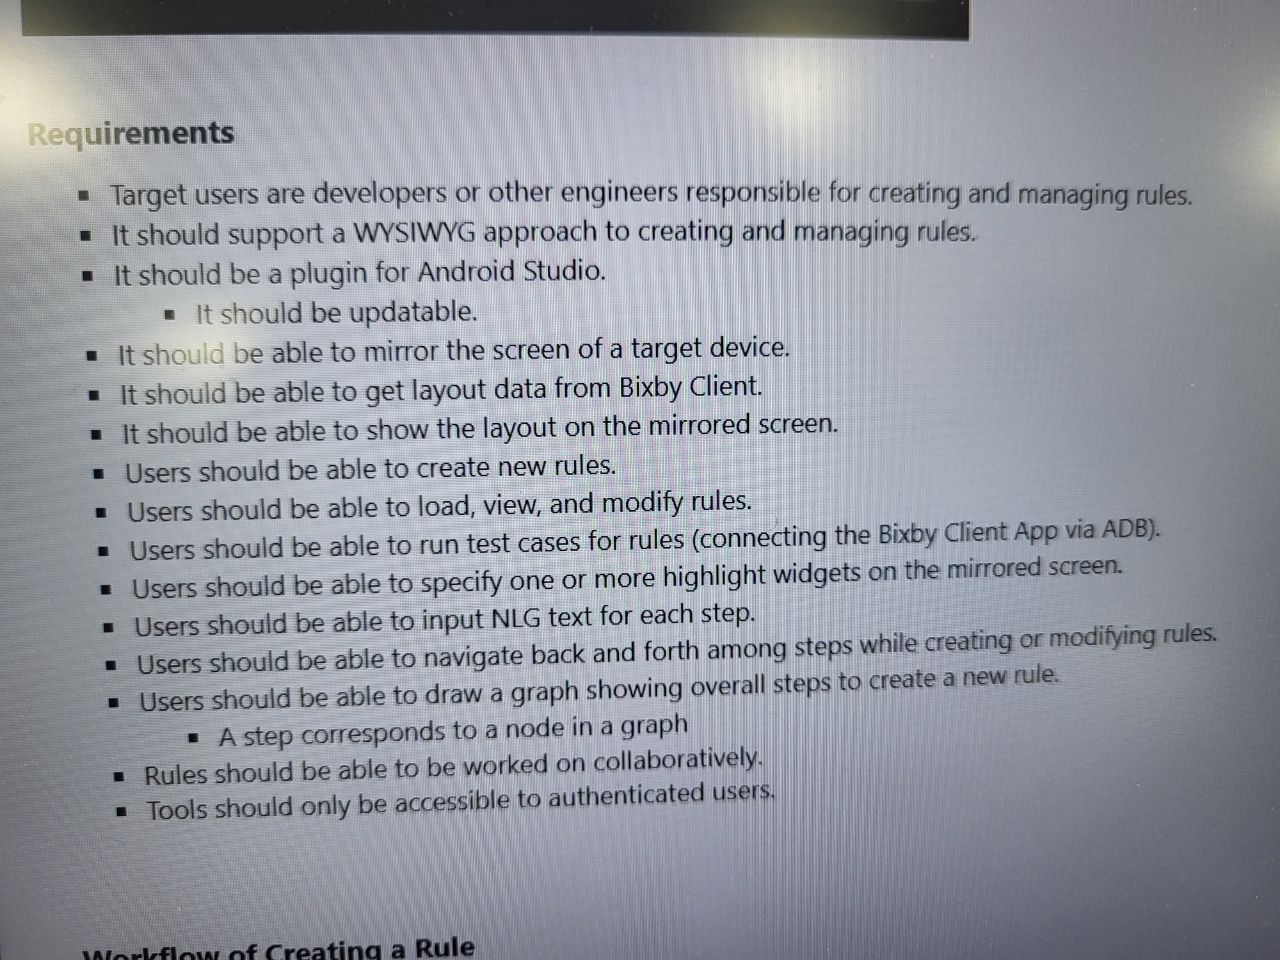 Requirements
▪ Target users are developers or other engineers responsible for creating and managing rules.
▪ It should support a WYSIWYG approach to creating and managing rules.
▪ It should be a plugin for Android Studio.
▪ It should be updatable.
▪ It should be able to mirror the screen of a target device.
▪ It should be able to get layout data from Bixby Client.
▪ It should be able to show the layout on the mirrored screen.
▪ Users should be able to create new rules.
▪ Users should be able to load, view, and modify rules.
▪ Users should be able to run test cases for rules (connecting the Bixby Client App via ADB).
▪ Users should be able to specify one or more highlight widgets on the mirrored screen.
▪ Users should be able to input NLG text for each step.
▪ Users should be able to navigate back and forth among steps while creating or modifying rules.
▪ Users should be able to draw a graph showing overall steps to create a new rule.
▪ A step corresponds to a node in a graph
▪ Rules should be able to be worked on collaboratively.
▪ Tools should only be accessible to authenticated users.
Workflow of Creating a Rule